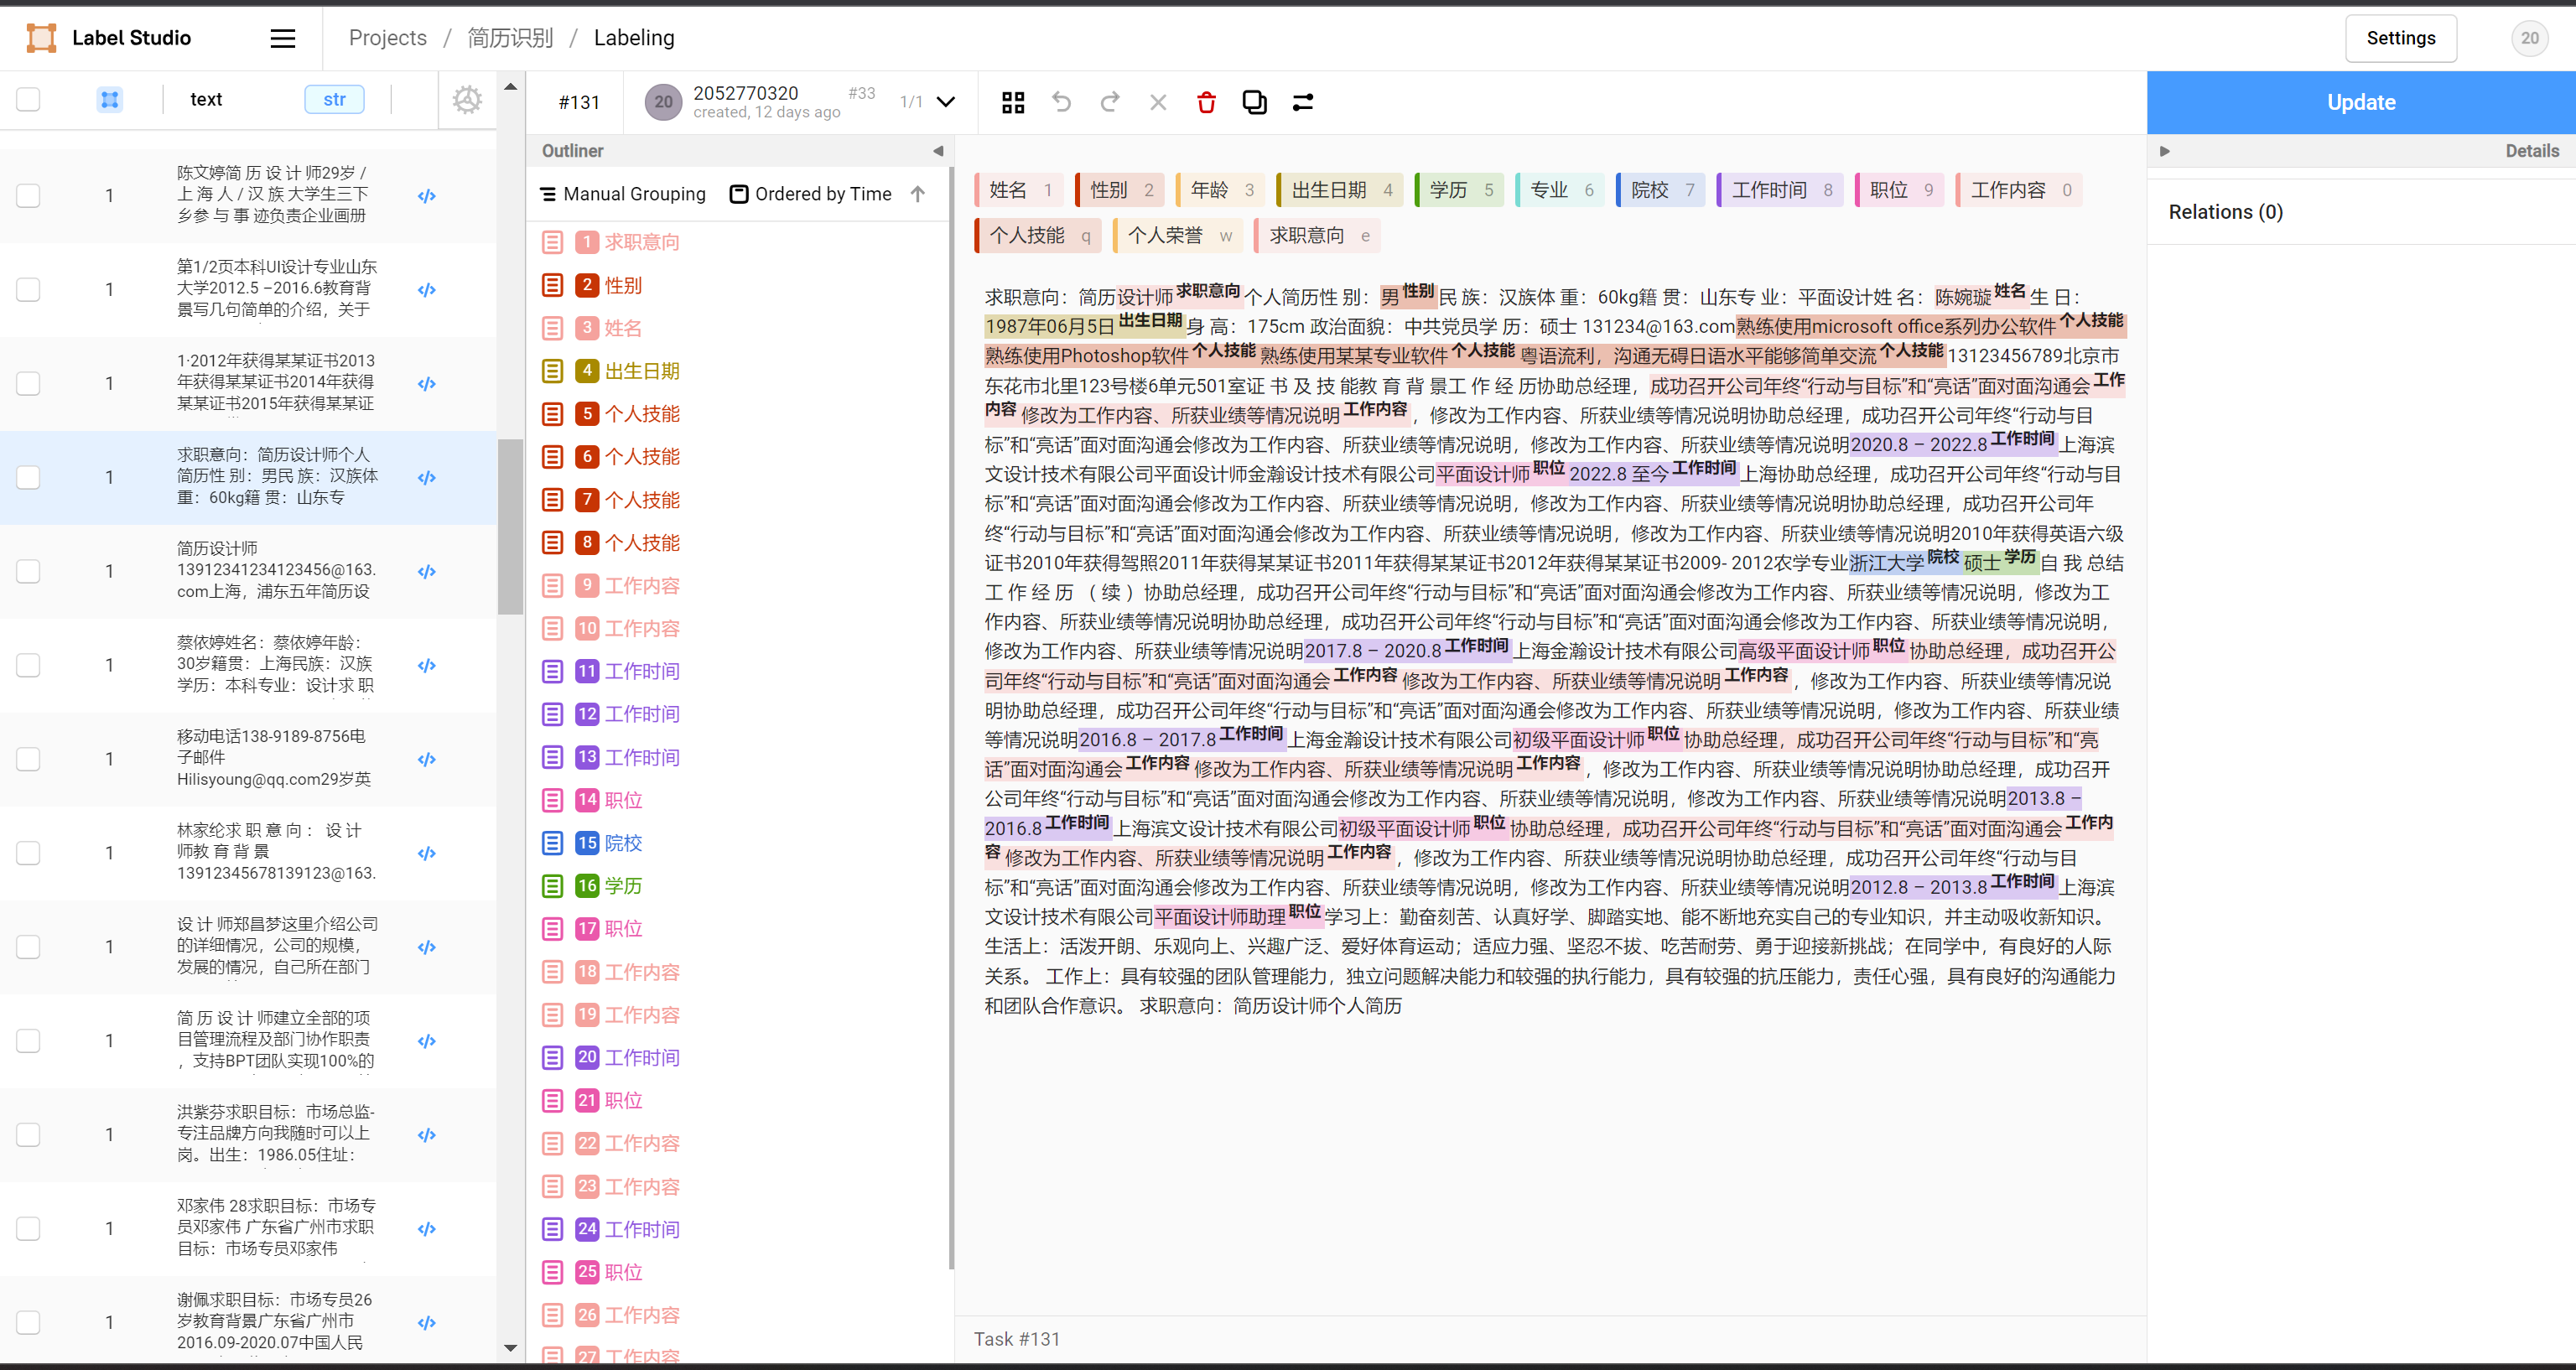 Label Studio
Projects / 简历识别 / Labeling
Settings
20
text str
#131
20
2052770320 #33
created, 12 days ago
1/1
Update
1
陈文婷简 历 设 计 师29岁 /
上 海 人 / 汉 族 大学生三下
乡参 与 事 迹负责企业画册
1
第1/2页本科UI设计专业山东
大学2012.5 –2016.6教育背
景写几句简单的介绍，关于
1
1·2012年获得某某证书2013
年获得某某证书2014年获得
某某证书2015年获得某某证
1
求职意向：简历设计师个人
简历性 别：男民 族：汉族体
重：60kg籍 贯：山东专
1
简历设计师
13912341234123456@163.
com上海，浦东五年简历设
1
蔡依婷姓名：蔡依婷年龄：
30岁籍贯：上海民族：汉族
学历：本科专业：设计求 职
1
移动电话138-9189-8756电
子邮件
Hilisyoung@qq.com29岁英
1
林家纶求 职 意 向 ：设 计
师教 育 背 景
13912345678139123@163.
1
设 计 师郑昌梦这里介绍公司
的详细情况，公司的规模，
发展的情况，自己所在部门
1
简 历 设 计 师建立全部的项
目管理流程及部门协作职责
，支持BPT团队实现100%的
1
洪紫芬求职目标：市场总监-
专注品牌方向我随时可以上
岗。出生：1986.05住址：
1
邓家伟 28求职目标：市场专
员邓家伟 广东省广州市求职
目标：市场专员邓家伟
1
谢佩求职目标：市场专员26
岁教育背景广东省广州市
2016.09-2020.07中国人民
Outliner
Manual Grouping Ordered by Time
1 求职意向
2 性别
3 姓名
4 出生日期
5 个人技能
6 个人技能
7 个人技能
8 个人技能
9 工作内容
10 工作内容
11 工作时间
12 工作时间
13 工作时间
14 职位
15 院校
16 学历
17 职位
18 工作内容
19 工作内容
20 工作时间
21 职位
22 工作内容
23 工作内容
24 工作时间
25 职位
26 工作内容
27 工作内容
姓名 1 性别 2 年龄 3 出生日期 4 学历 5 专业 6 院校 7 工作时间 8 职位 9 工作内容 0
个人技能 q 个人荣誉 w 求职意向 e
求职意向：简历设计师求职意向个人简历性 别：男性别民 族：汉族体 重：60kg籍 贯：山东专 业：平面设计姓 名：陈婉璇姓名生 日：
1987年06月5日出生日期身 高：175cm 政治面貌：中共党员学 历：硕士 131234@163.com熟练使用microsoft office系列办公软件个人技能
熟练使用Photoshop软件个人技能熟练使用某某专业软件个人技能粤语流利，沟通无碍日语水平能够简单交流个人技能13123456789北京市
东花市北里123号楼6单元501室证 书 及 技 能教 育 背 景工 作 经 历协助总经理，成功召开公司年终“行动与目标”和“亮话”面对面沟通会工作
内容修改为工作内容、所获业绩等情况说明工作内容，修改为工作内容、所获业绩等情况说明协助总经理，成功召开公司年终“行动与目
标”和“亮话”面对面沟通会修改为工作内容、所获业绩等情况说明，修改为工作内容、所获业绩等情况说明2020.8 – 2022.8工作时间上海滨
文设计技术有限公司平面设计师金瀚设计技术有限公司平面设计师职位2022.8 至今工作时间上海协助总经理，成功召开公司年终“行动与目
标”和“亮话”面对面沟通会修改为工作内容、所获业绩等情况说明，修改为工作内容、所获业绩等情况说明协助总经理，成功召开公司年
终“行动与目标”和“亮话”面对面沟通会修改为工作内容、所获业绩等情况说明，修改为工作内容、所获业绩等情况说明2010年获得英语六级
证书2010年获得驾照2011年获得某某证书2011年获得某某证书2012年获得某某证书2009- 2012农学专业浙江大学院校硕士学历自 我 总结
工 作 经 历 （ 续 ）协助总经理，成功召开公司年终“行动与目标”和“亮话”面对面沟通会修改为工作内容、所获业绩等情况说明，修改为工
作内容、所获业绩等情况说明协助总经理，成功召开公司年终“行动与目标”和“亮话”面对面沟通会修改为工作内容、所获业绩等情况说明，
修改为工作内容、所获业绩等情况说明2017.8 – 2020.8工作时间上海金瀚设计技术有限公司高级平面设计师职位协助总经理，成功召开公
司年终“行动与目标”和“亮话”面对面沟通会工作内容修改为工作内容、所获业绩等情况说明工作内容，修改为工作内容、所获业绩等情况说
明协助总经理，成功召开公司年终“行动与目标”和“亮话”面对面沟通会修改为工作内容、所获业绩等情况说明，修改为工作内容、所获业绩
等情况说明2016.8 – 2017.8工作时间上海金瀚设计技术有限公司初级平面设计师职位协助总经理，成功召开公司年终“行动与目标”和“亮
话”面对面沟通会工作内容修改为工作内容、所获业绩等情况说明工作内容，修改为工作内容、所获业绩等情况说明协助总经理，成功召开
公司年终“行动与目标”和“亮话”面对面沟通会修改为工作内容、所获业绩等情况说明，修改为工作内容、所获业绩等情况说明2013.8 –
2016.8工作时间上海滨文设计技术有限公司初级平面设计师职位协助总经理，成功召开公司年终“行动与目标”和“亮话”面对面沟通会工作内
容修改为工作内容、所获业绩等情况说明工作内容，修改为工作内容、所获业绩等情况说明协助总经理，成功召开公司年终“行动与目
标”和“亮话”面对面沟通会修改为工作内容、所获业绩等情况说明，修改为工作内容、所获业绩等情况说明2012.8 – 2013.8工作时间上海滨
文设计技术有限公司平面设计师助理职位学习上：勤奋刻苦、认真好学、脚踏实地、能不断地充实自己的专业知识，并主动吸收新知识。
生活上：活泼开朗、乐观向上、兴趣广泛、爱好体育运动；适应力强、坚忍不拔、吃苦耐劳、勇于迎接新挑战；在同学中，有良好的人际
关系。 工作上：具有较强的团队管理能力，独立问题解决能力和较强的执行能力，具有较强的抗压能力，责任心强，具有良好的沟通能力
和团队合作意识。 求职意向：简历设计师个人简历
Task #131
Details
Relations (0)